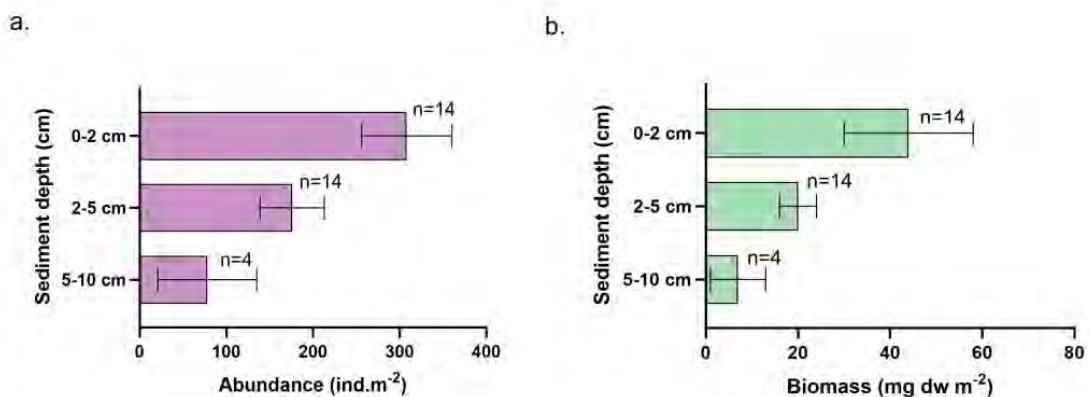 a.
Sediment depth (cm)
0-2 cm
2-5 cm
5-10 cm
n=14
n=14
n=4
0
100
200
300
400
Abundance (ind.m⁻²)
b.
Sediment depth (cm)
0-2 cm
2-5 cm
5-10 cm
n=14
n=14
n=4
0
20
40
60
80
Biomass (mg dw m⁻²)